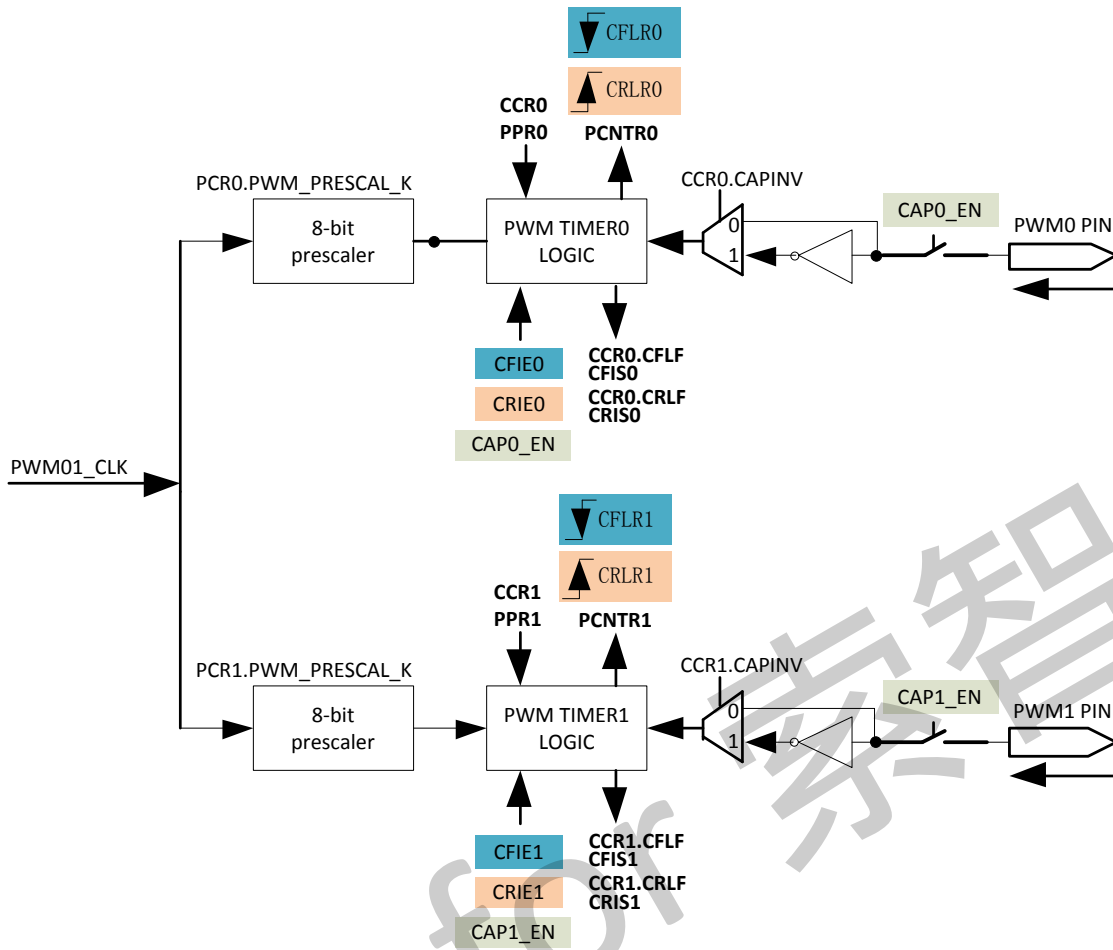 CFLR0
CRLR0
CCR0
PPR0
PCNTR0
PCR0.PWM_PRESCAL_K
CCR0.CAPINV
CAP0_EN
PWM0 PIN
8-bit
prescaler
PWM TIMER0
LOGIC
0
1
CFIE0
CRIE0
CAP0_EN
CCR0.CFLF
CFIS0
CCR0.CRLF
CRIS0
PWM01_CLK
CFLR1
CRLR1
CCR1
PPR1
PCNTR1
PCR1.PWM_PRESCAL_K
CCR1.CAPINV
CAP1_EN
PWM1 PIN
8-bit
prescaler
PWM TIMER1
LOGIC
0
1
CFIE1
CRIE1
CAP1_EN
CCR1.CFLF
CFIS1
CCR1.CRLF
CRIS1
for 索智